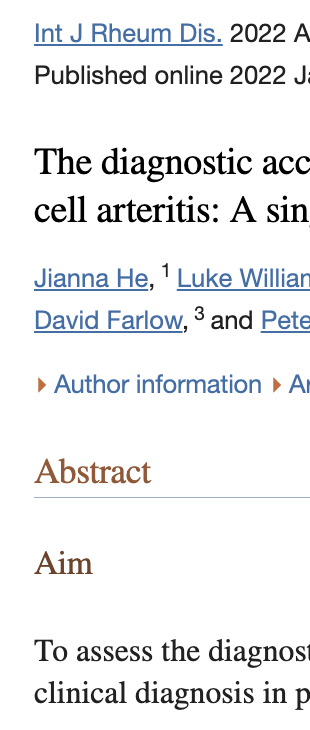 Int J Rheum Dis. 2022 A
Published online 2022 Ja
The diagnostic acc
cell arteritis: A sin
Jianna He, 1 Luke Willian
David Farlow, 3 and Pete
Author information Ar
Abstract
Aim
To assess the diagnost
clinical diagnosis in p